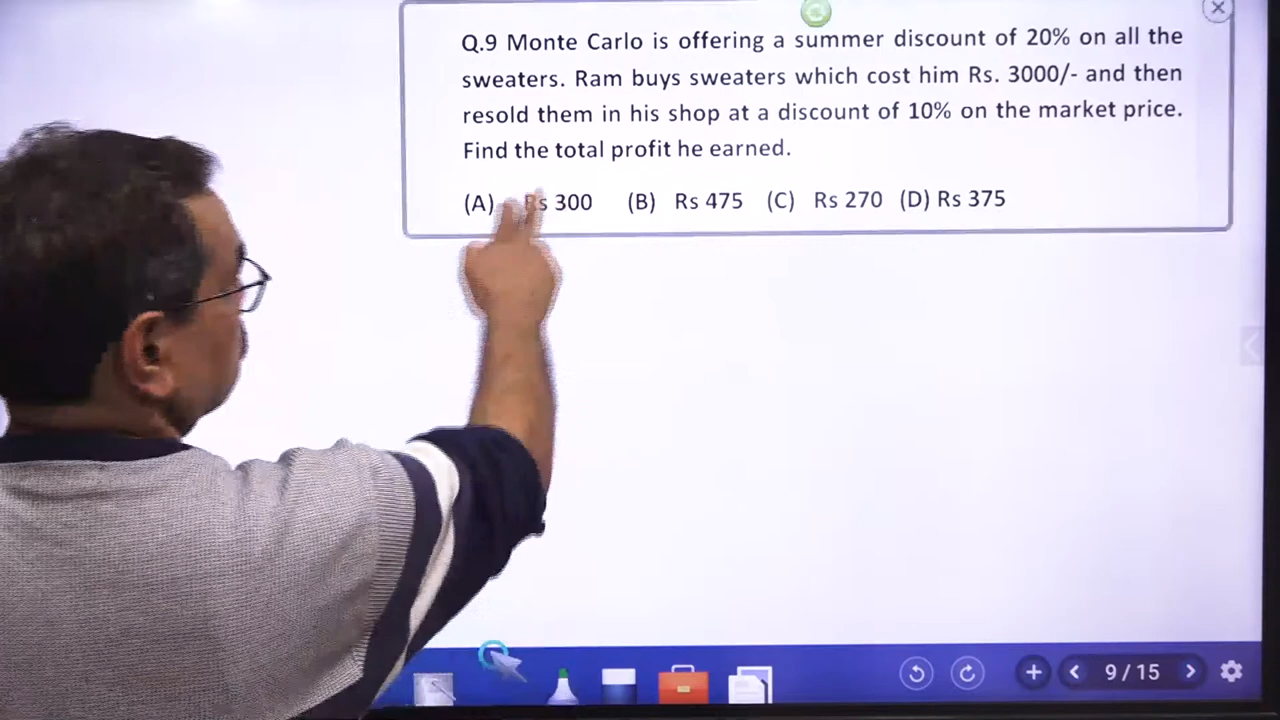 Q.9 Monte Carlo is offering a summer discount of 20% on all the
sweaters. Ram buys sweaters which cost him Rs. 3000/- and then
resold them in his shop at a discount of 10% on the market price.
Find the total profit he earned.
(A) Rs 300 (B) Rs 475 (C) Rs 270 (D) Rs 375
9 / 15